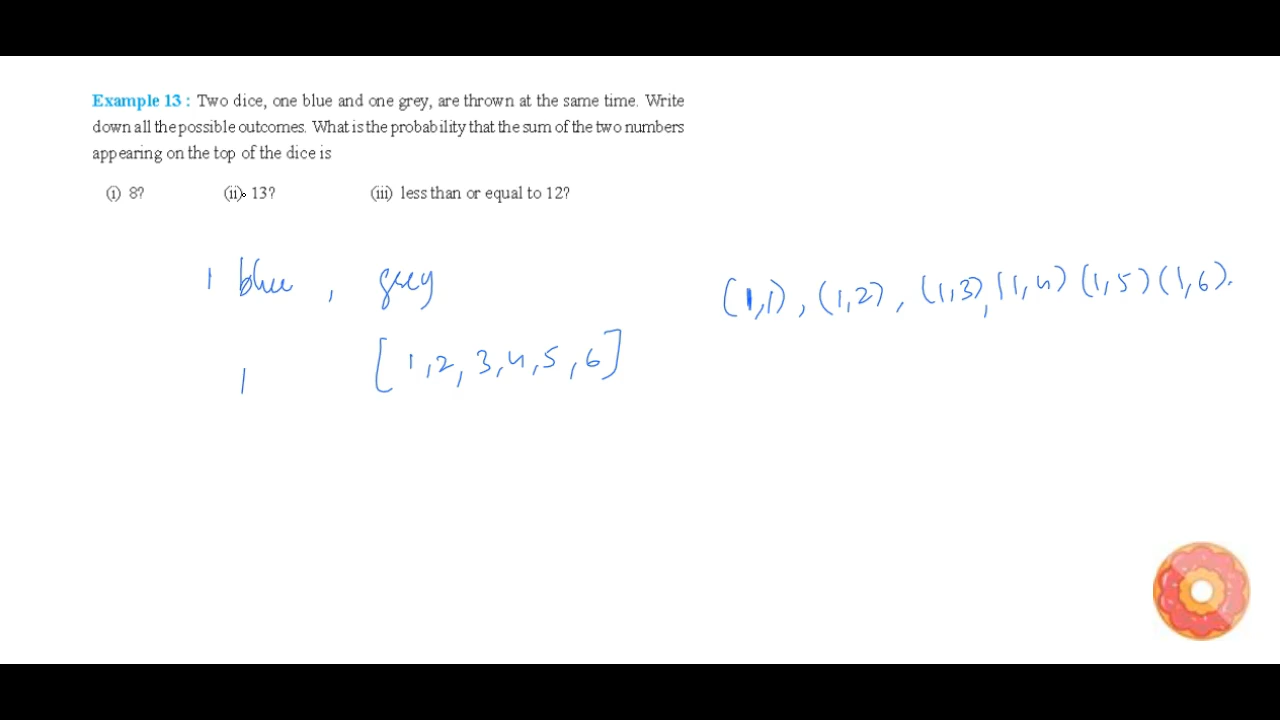 Example 13 : Two dice, one blue and one grey, are thrown at the same time. Write
down all the possible outcomes. What is the probability that the sum of the two numbers
appearing on the top of the dice is
(i) 8? (ii) 13? (iii) less than or equal to 12?
1 blue , grey
(1,1), (1,2), (1,3), (1,4) (1,5) (1,6).
1 [1,2,3,4,5,6]